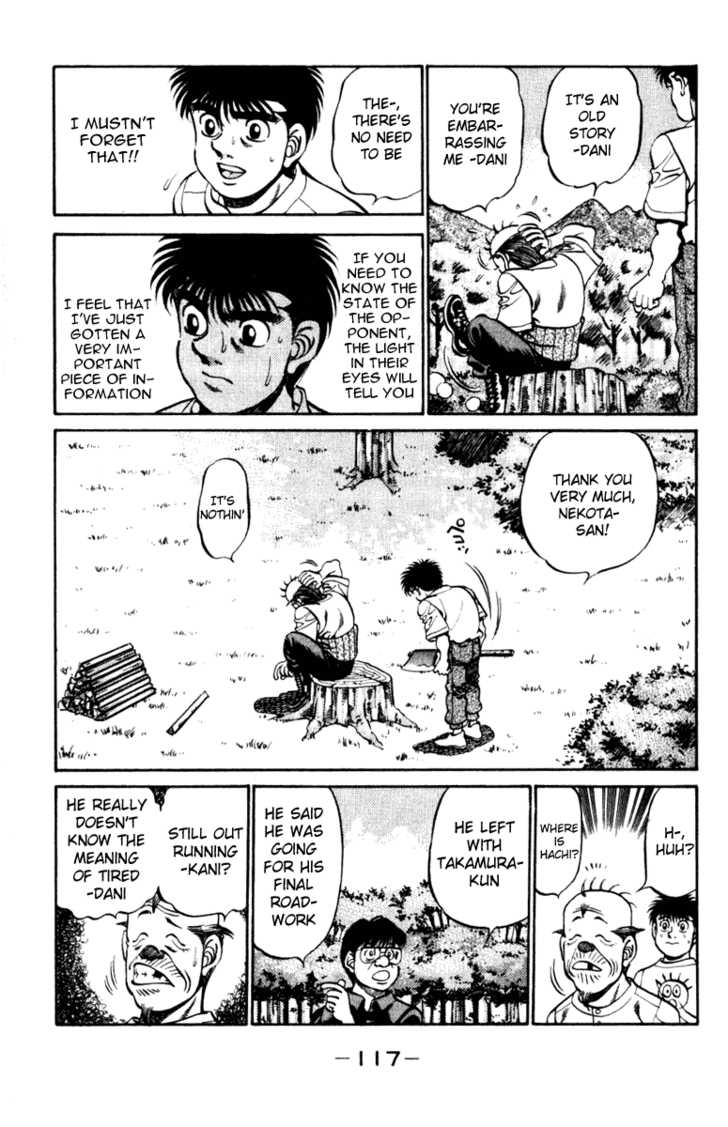 IT'S AN
OLD
STORY
-DANI
YOU'RE
EMBAR-
RASSING
ME -DANI
THE-,
THERE'S
NO NEED
TO BE
I MUSTN'T
FORGET
THAT!!
IF YOU
NEED TO
KNOW THE
STATE OF
THE OP-
PONENT,
THE LIGHT
IN THEIR
EYES WILL
TELL YOU
I FEEL THAT
I'VE JUST
GOTTEN A
VERY IM-
PORTANT
PIECE OF IN-
FORMATION
THANK YOU
VERY MUCH,
NEKOTA-
SAN!
IT'S
NOTHIN'
H-,
HUH?
WHERE
IS
HACHI?
HE LEFT
WITH
TAKAMURA-
KUN
HE SAID
HE WAS
GOING
FOR HIS
FINAL
ROAD-
WORK
STILL OUT
RUNNING
-KANI?
HE REALLY
DOESN'T
KNOW THE
MEANING
OF TIRED
-DANI
-117-